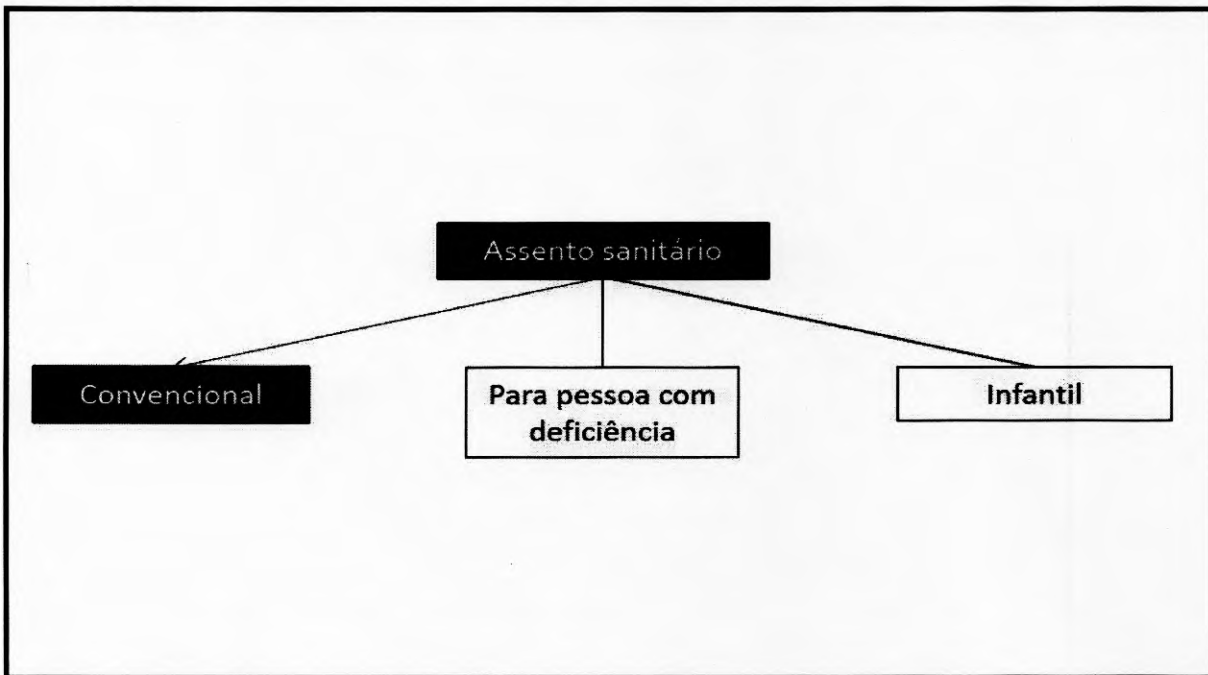 Assento sanitário
Convencional
Para pessoa com
deficiência
Infantil